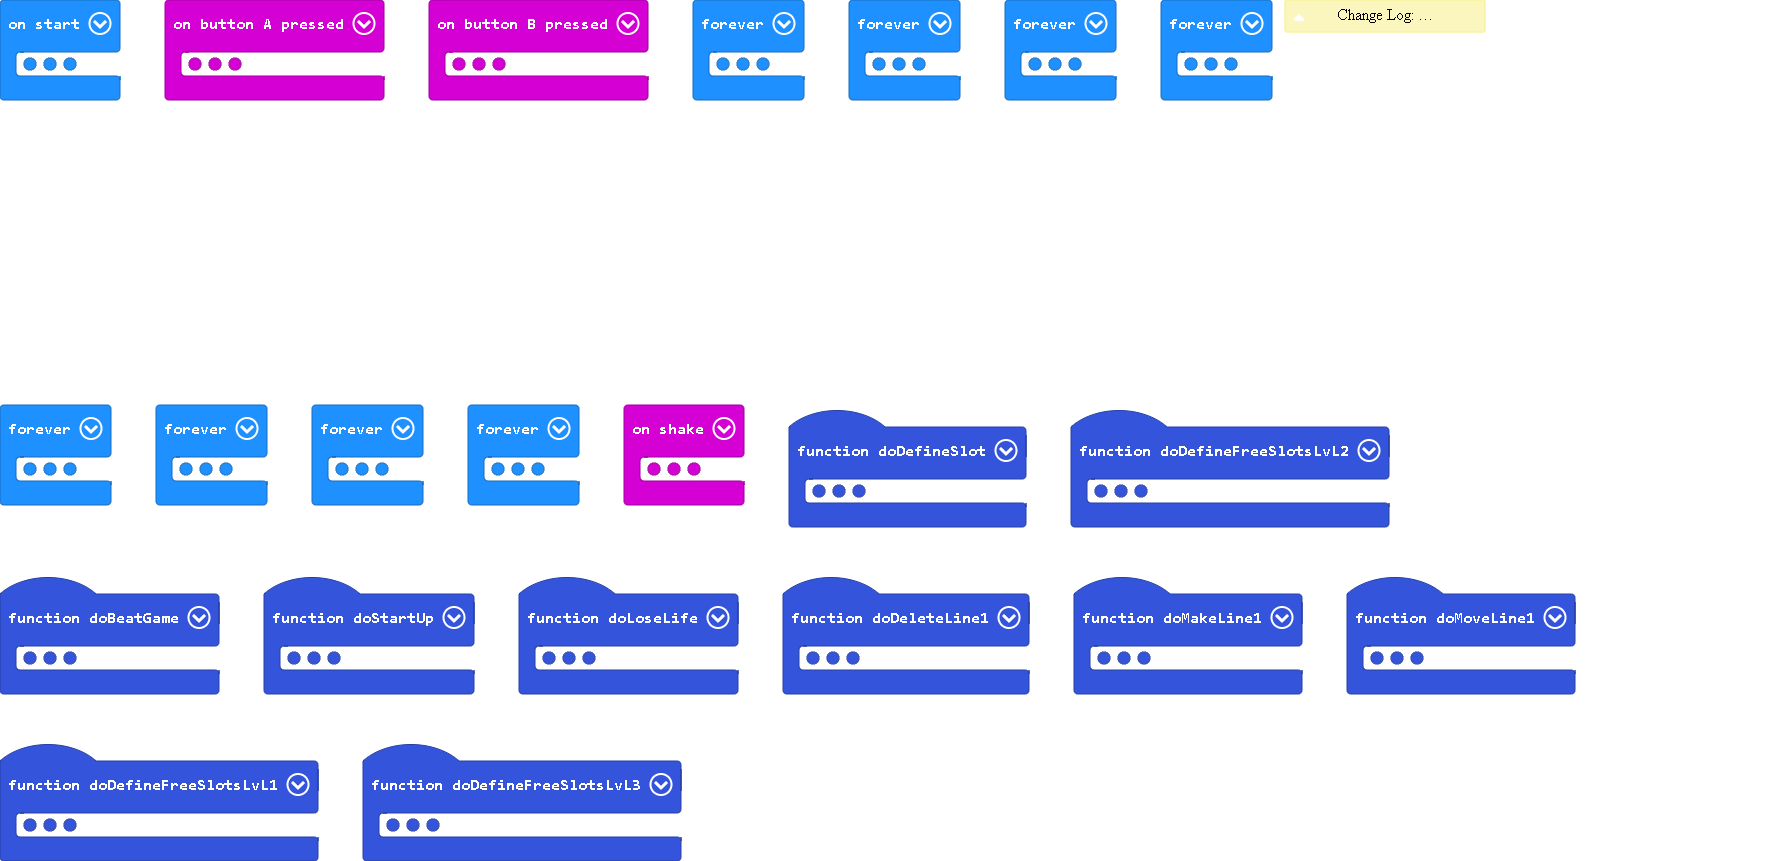 on start
on button A pressed
on button B pressed
forever
forever
forever
forever
Change Log: ...
forever
forever
forever
forever
on shake
function doDefineSlot
function doDefineFreeSlotsLvL2
function doBeatGame
function doStartUp
function doLoseLife
function doDeleteLine1
function doMakeLine1
function doMoveLine1
function doDefineFreeSlotsLvL1
function doDefineFreeSlotsLvL3